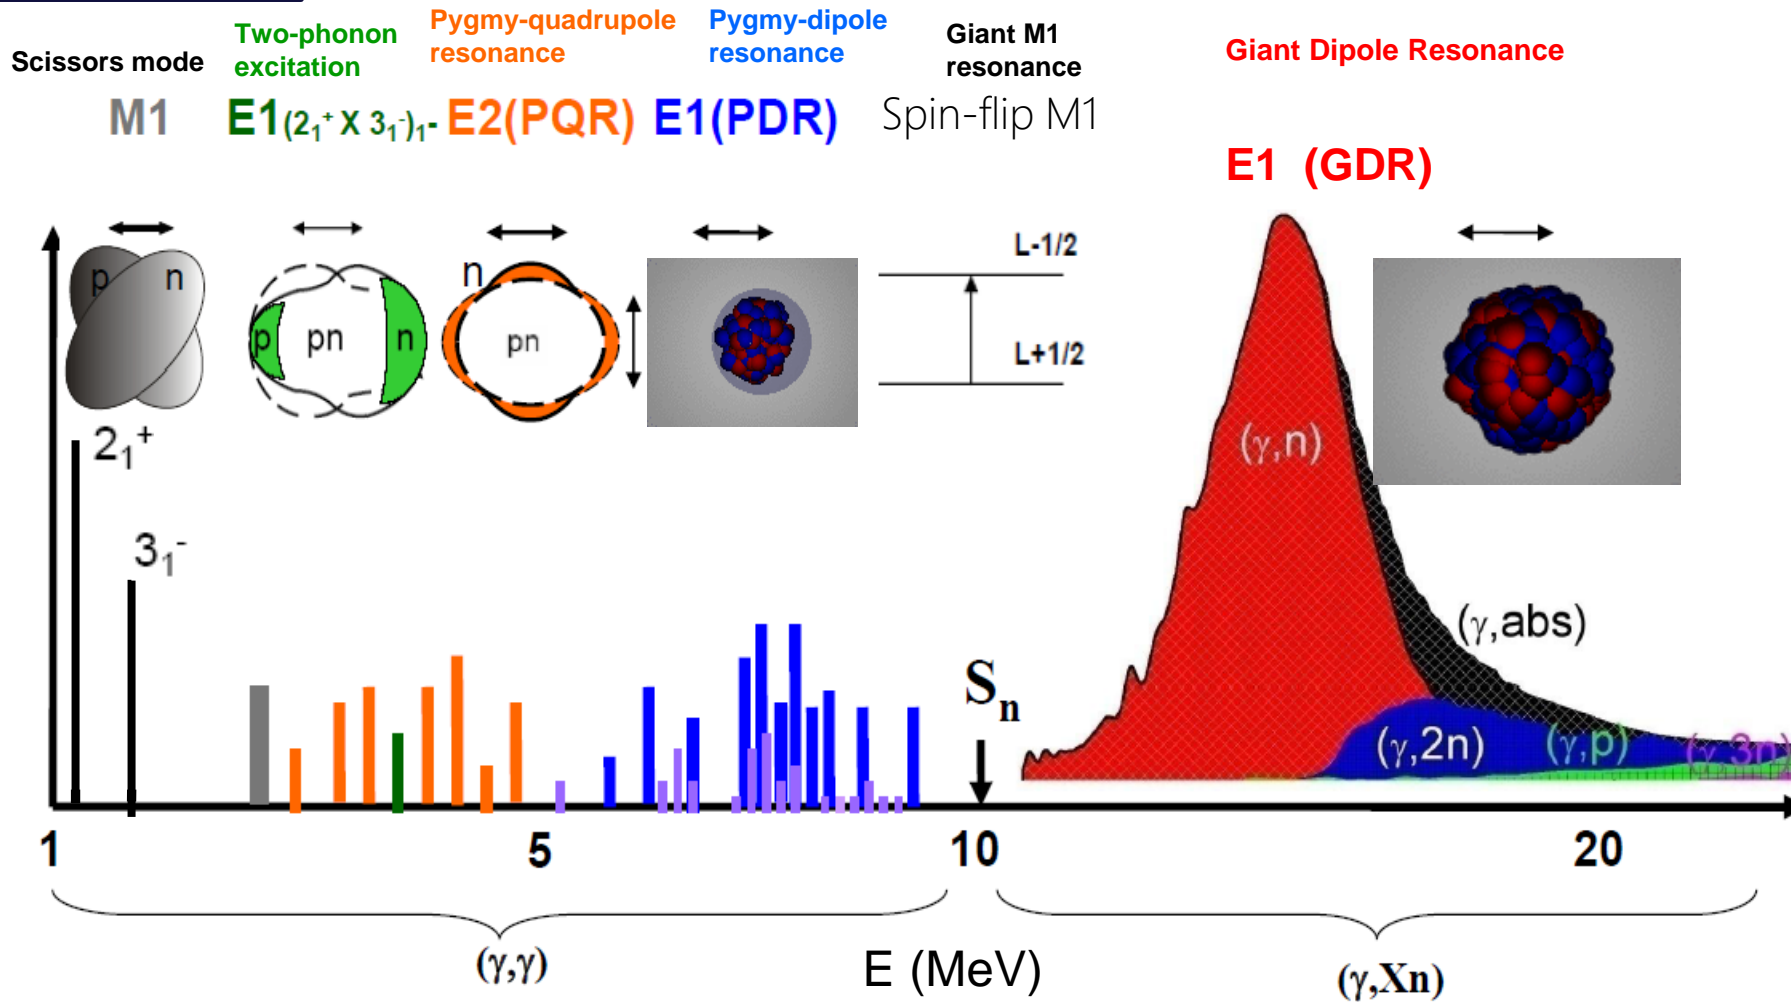 Scissors mode
Two-phonon
excitation
Pygmy-quadrupole
resonance
Pygmy-dipole
resonance
Giant M1
resonance
Giant Dipole Resonance
M1
E1(2₁⁺ X 3₁⁻)₁-
E2(PQR)
E1(PDR)
Spin-flip M1
E1 (GDR)
p n
p pn n
n
pn
L-1/2
L+1/2
2₁⁺
3₁⁻
Sₙ
(γ,n)
(γ,abs)
(γ,2n)
(γ,p)
(γ,3n)
1 5 10 20
(γ,γ)
E (MeV)
(γ,Xn)